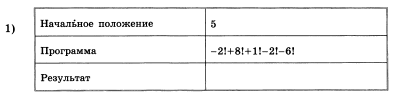 1)
Начальное положение 5
Программа –2!+8!+1!–2!–6!
Результат